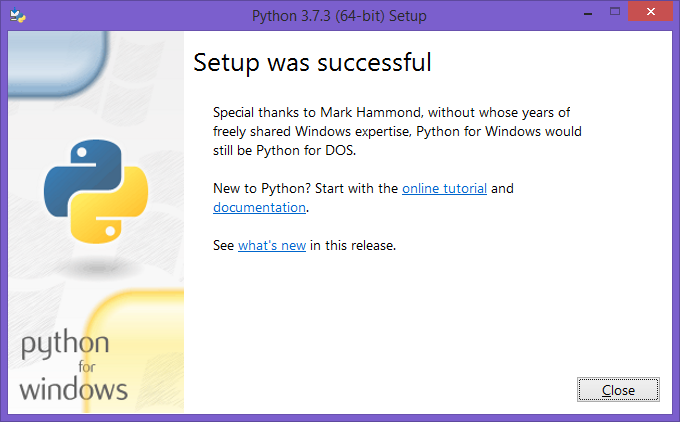 Python 3.7.3 (64-bit) Setup
Setup was successful
Special thanks to Mark Hammond, without whose years of
freely shared Windows expertise, Python for Windows would
still be Python for DOS.
New to Python? Start with the online tutorial and
documentation.
See what's new in this release.
python
for
windows
Close